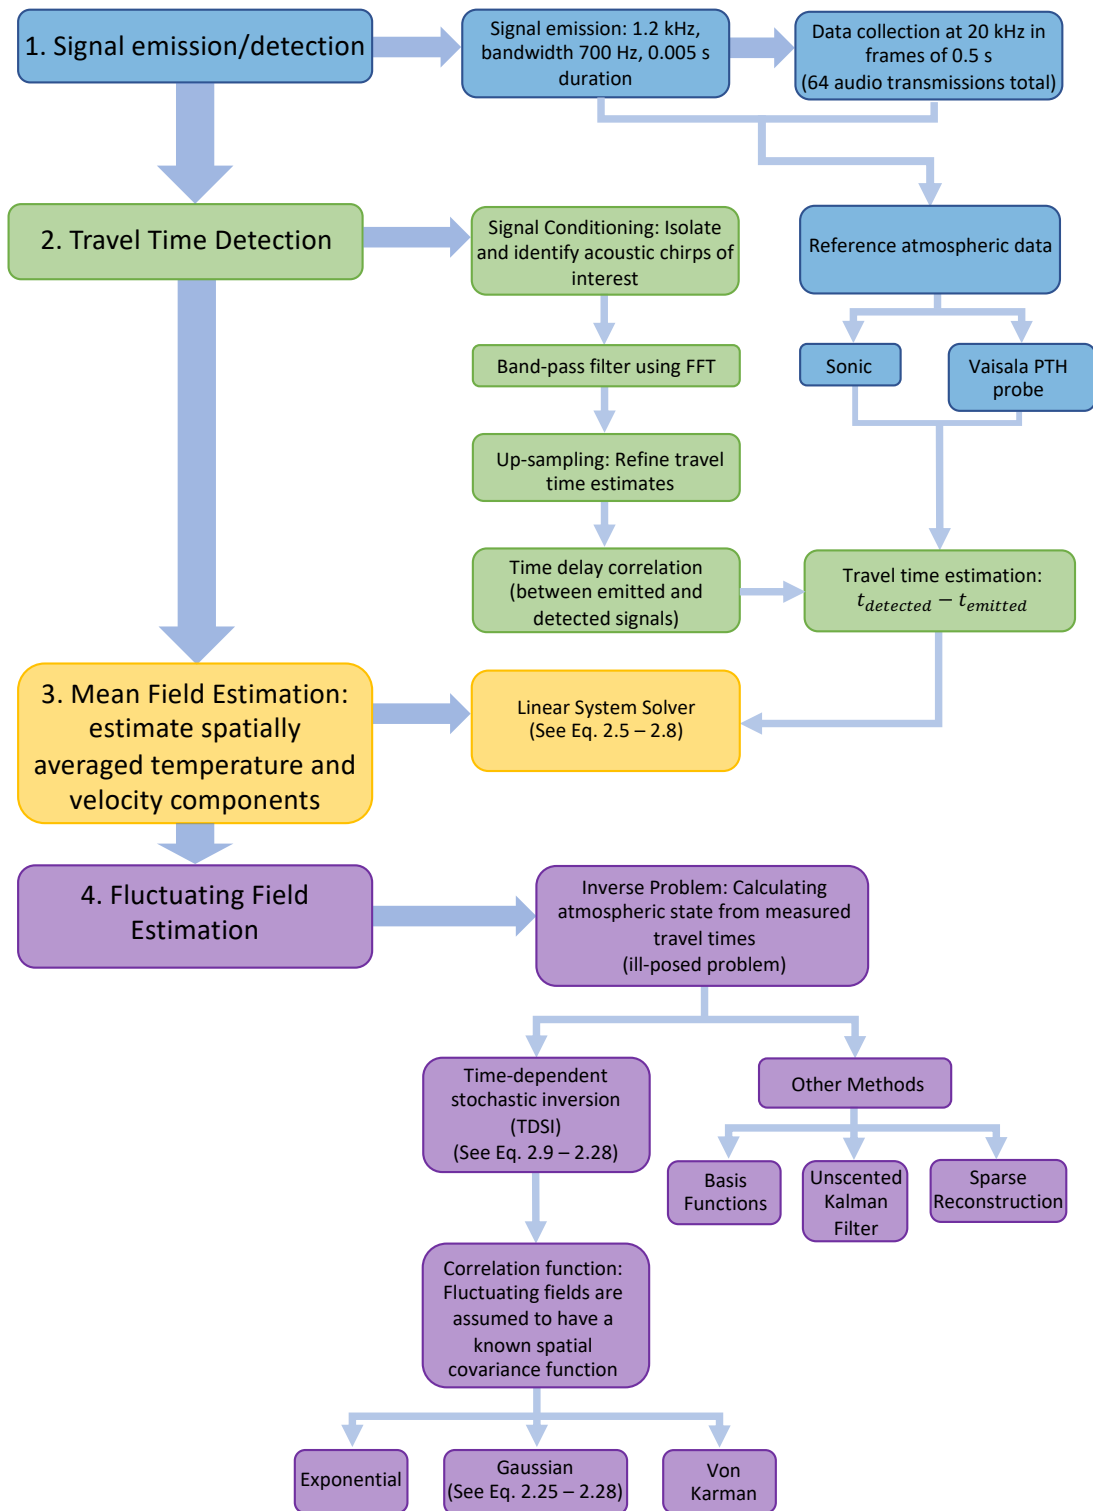 1. Signal emission/detection
Signal emission: 1.2 kHz,
bandwidth 700 Hz, 0.005 s
duration
Data collection at 20 kHz in
frames of 0.5 s
(64 audio transmissions total)
2. Travel Time Detection
Signal Conditioning: Isolate
and identify acoustic chirps of
interest
Reference atmospheric data
Band-pass filter using FFT
Sonic
Vaisala PTH
probe
Up-sampling: Refine travel
time estimates
Time delay correlation
(between emitted and
detected signals)
Travel time estimation:
t_detected − t_emitted
3. Mean Field Estimation:
estimate spatially
averaged temperature and
velocity components
Linear System Solver
(See Eq. 2.5 – 2.8)
4. Fluctuating Field
Estimation
Inverse Problem: Calculating
atmospheric state from measured
travel times
(ill-posed problem)
Time-dependent
stochastic inversion
(TDSI)
(See Eq. 2.9 – 2.28)
Other Methods
Basis
Functions
Unscented
Kalman
Filter
Sparse
Reconstruction
Correlation function:
Fluctuating fields are
assumed to have a
known spatial
covariance function
Exponential
Gaussian
(See Eq. 2.25 – 2.28)
Von
Karman